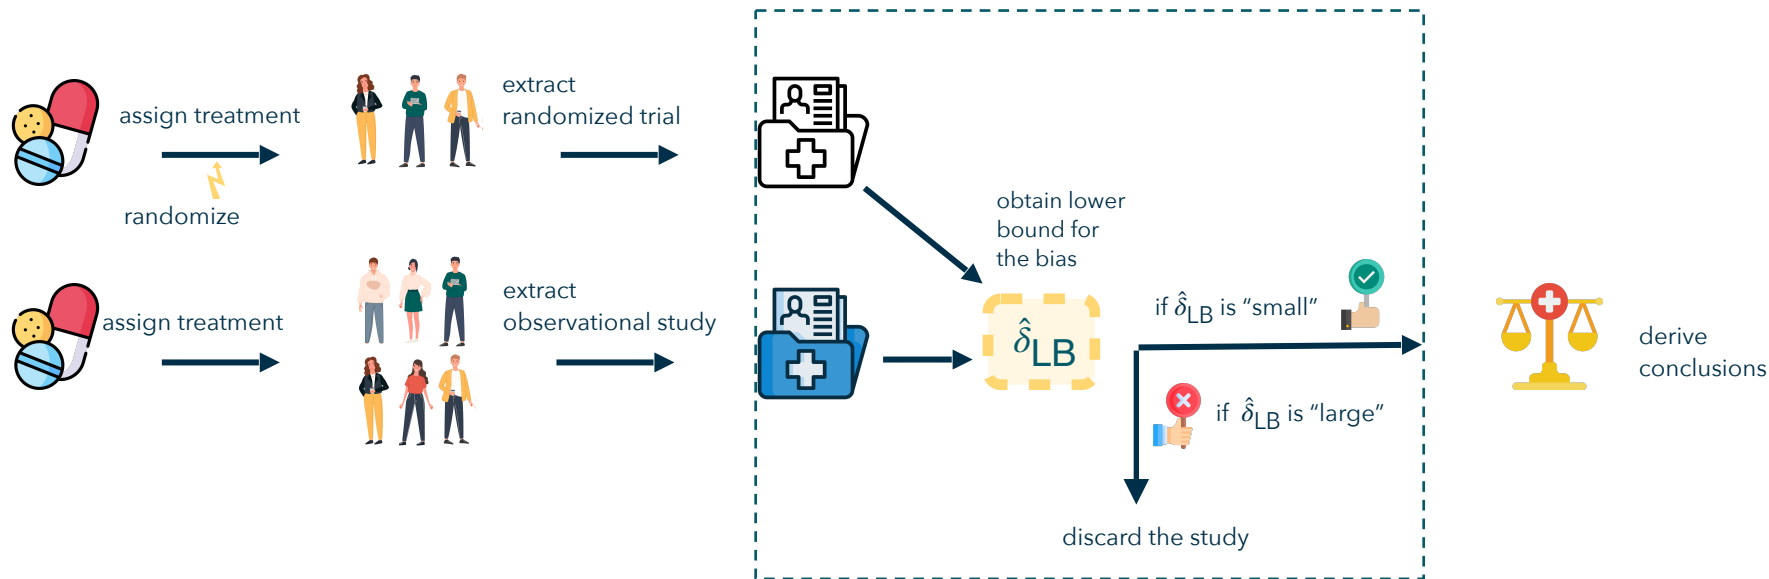 assign treatment
randomize
extract
randomized trial
assign treatment
extract
observational study
obtain lower
bound for
the bias
δ̂LB
if δ̂LB is “small”
if δ̂LB is “large”
discard the study
derive
conclusions